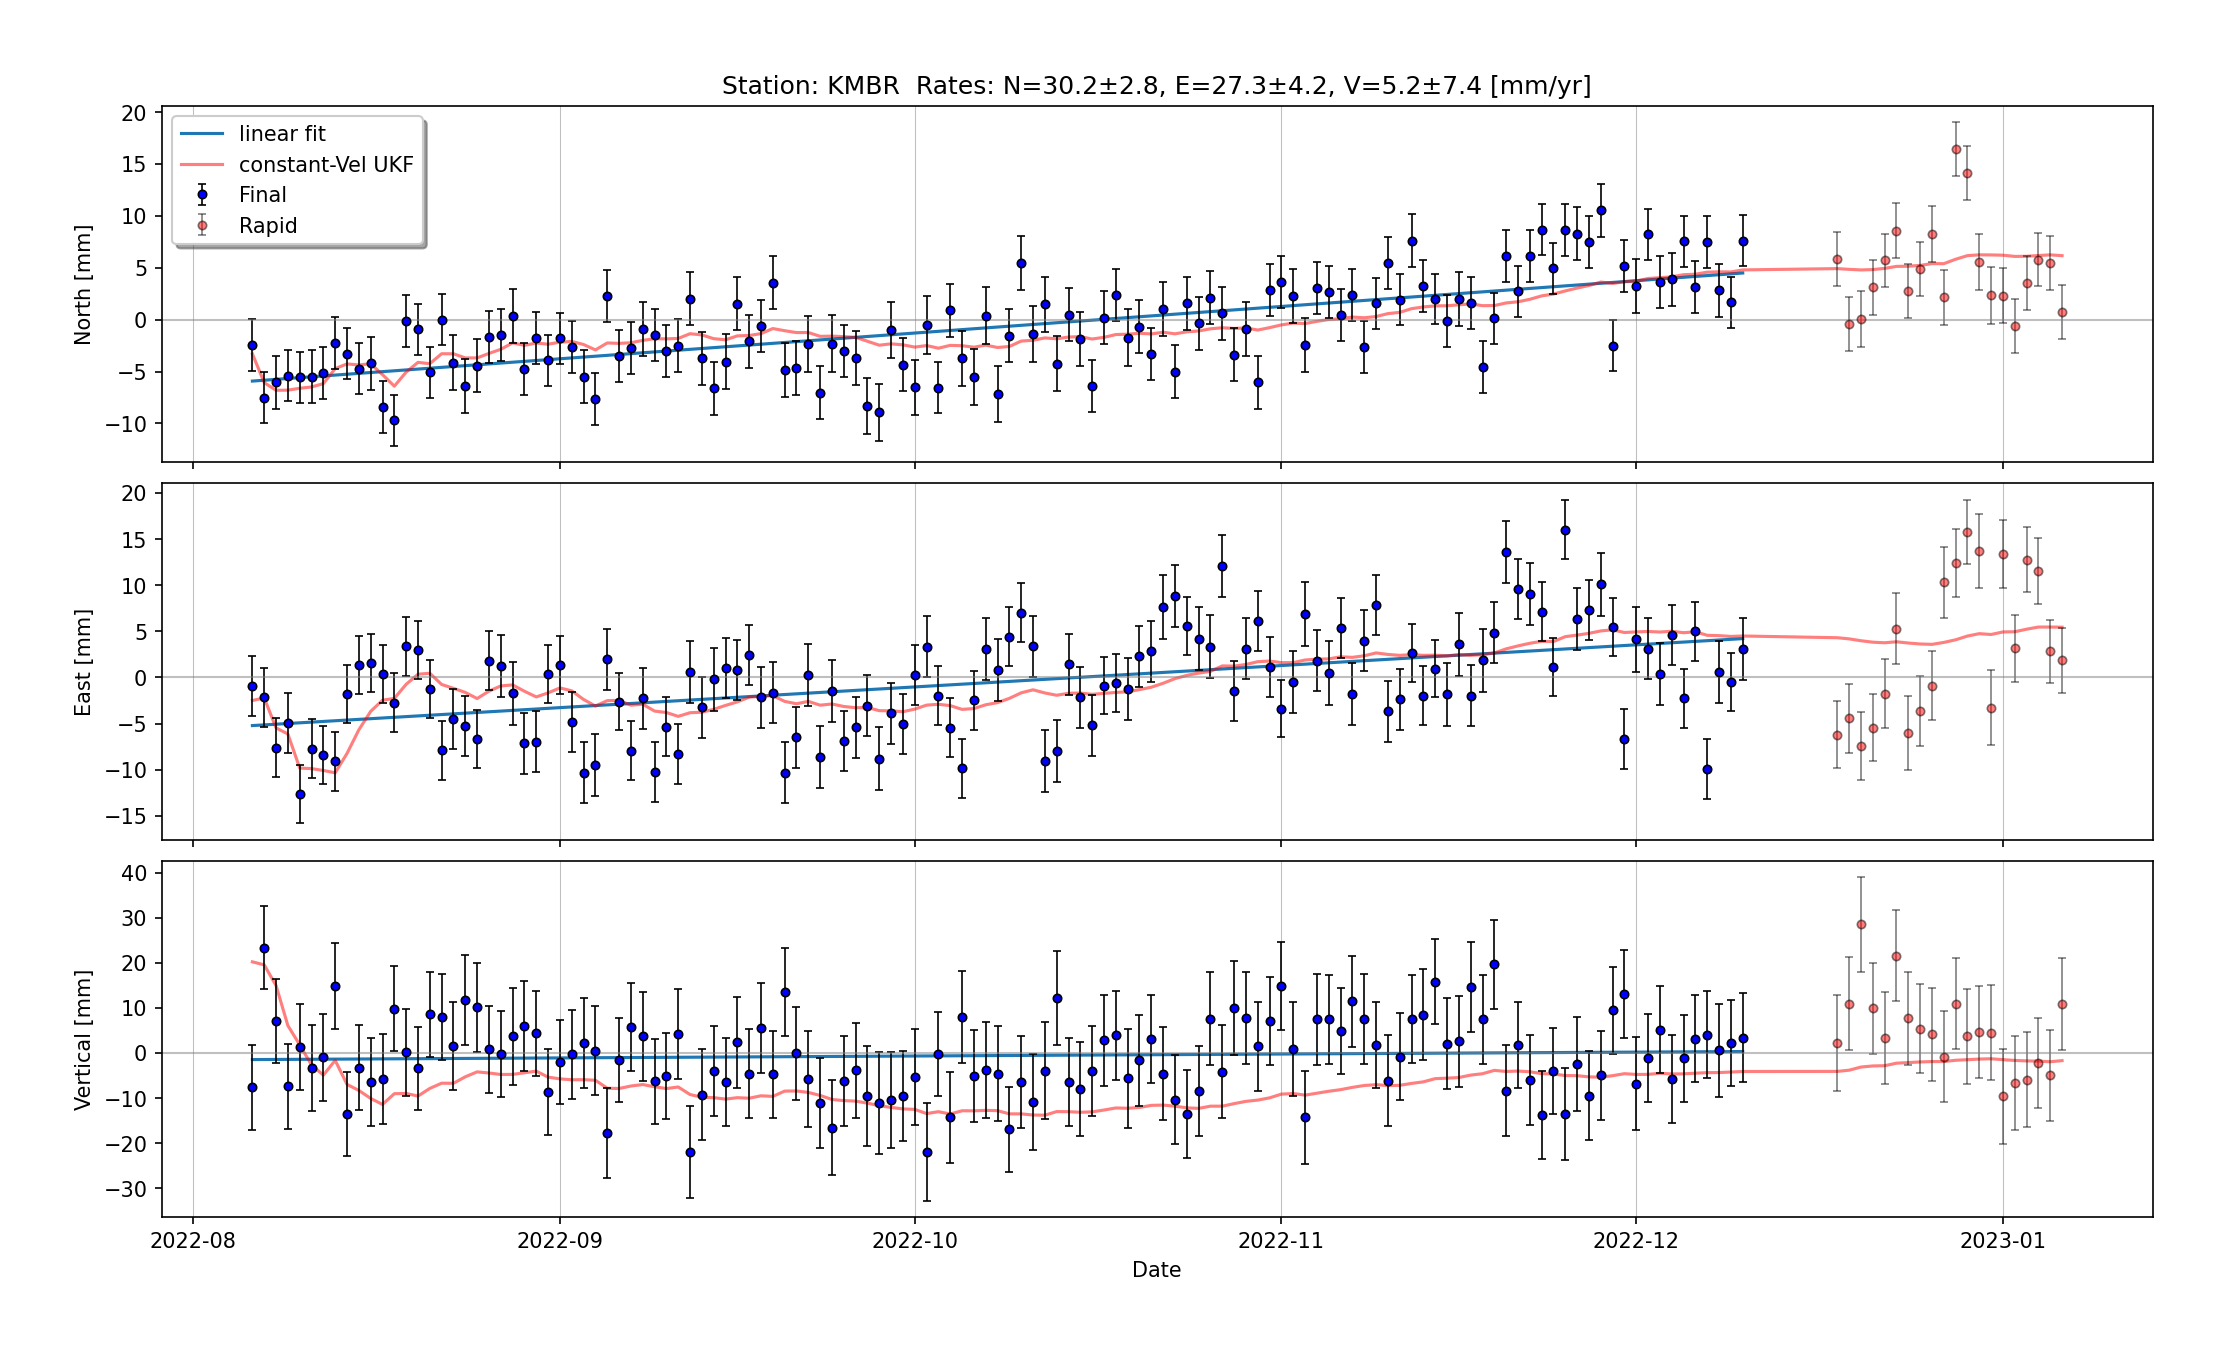 Station: KMBR  Rates: N=30.2±2.8, E=27.3±4.2, V=5.2±7.4 [mm/yr]
linear fit
constant-Vel UKF
Final
Rapid
North [mm]
20
15
10
5
0
−5
−10
East [mm]
20
15
10
5
0
−5
−10
−15
Vertical [mm]
40
30
20
10
0
−10
−20
−30
2022-08 2022-09 2022-10 2022-11 2022-12 2023-01
Date